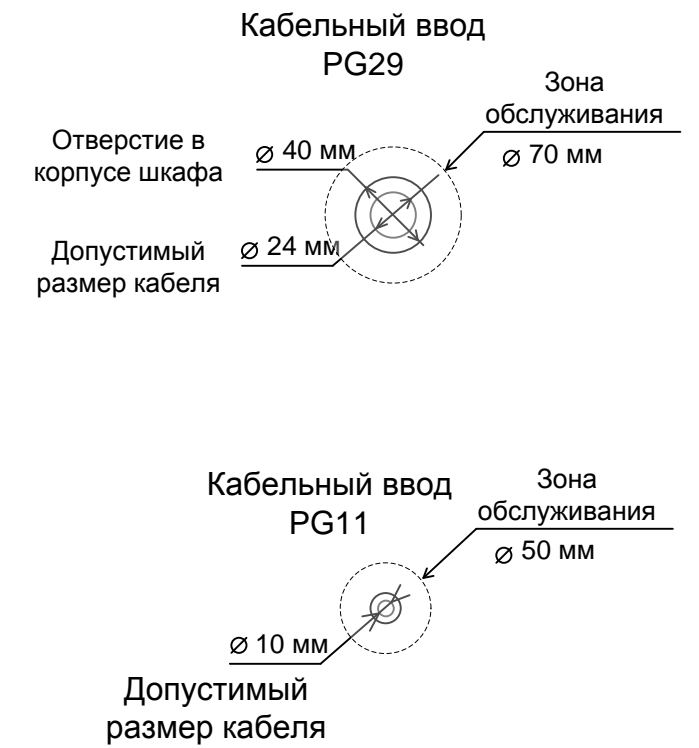 Кабельный ввод
PG29
Зона
обслуживания
⌀ 70 мм
Отверстие в
корпусе шкафа
⌀ 40 мм
Допустимый
размер кабеля
⌀ 24 мм
Кабельный ввод
PG11
Зона
обслуживания
⌀ 50 мм
⌀ 10 мм
Допустимый
размер кабеля